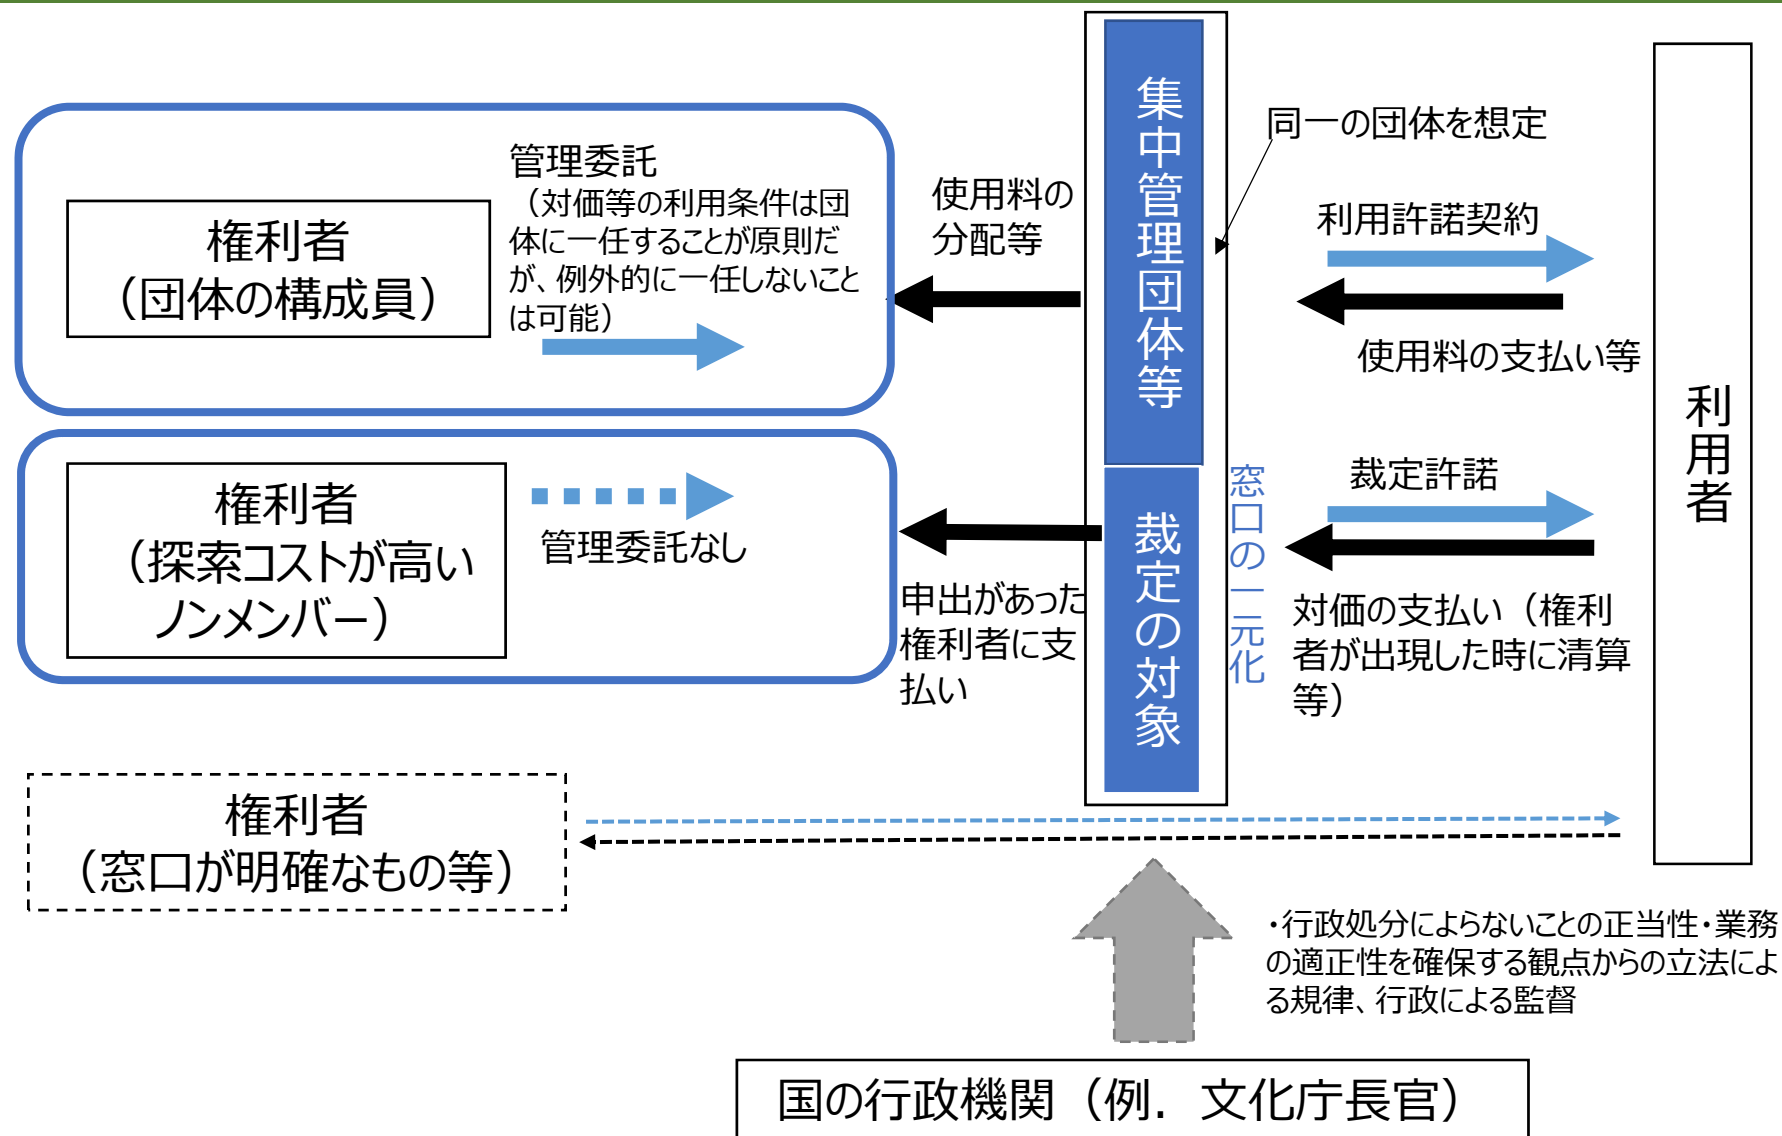 管理委託
（対価等の利用条件は団
体に一任することが原則だ
が、例外的に一任しないこと
は可能）
権利者
（団体の構成員）
使用料の
分配等
集中管理団体等
同一の団体を想定
利用許諾契約
使用料の支払い等
利用者
権利者
（探索コストが高い
ノンメンバー）
管理委託なし
申出があった
権利者に支
払い
裁定の対象
窓口の一元化
裁定許諾
対価の支払い（権利
者が出現した時に清算
等）
権利者
（窓口が明確なもの等）
・行政処分によらないことの正当性・業務
の適正性を確保する観点からの立法によ
る規律、行政による監督
国の行政機関（例．文化庁長官）